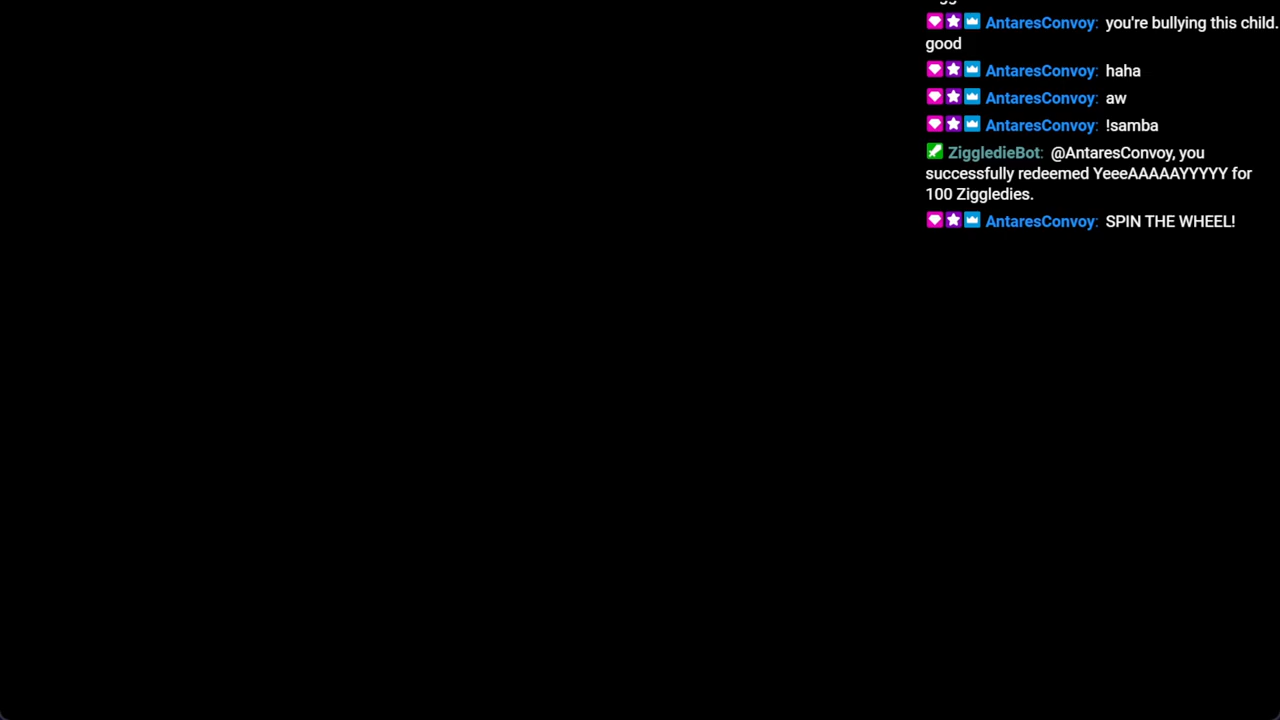 AntaresConvoy: you're bullying this child.
good
AntaresConvoy: haha
AntaresConvoy: aw
AntaresConvoy: !samba
ZiggledieBot: @AntaresConvoy, you
successfully redeemed YeeeAAAAAYYYYY for
100 Ziggledies.
AntaresConvoy: SPIN THE WHEEL!